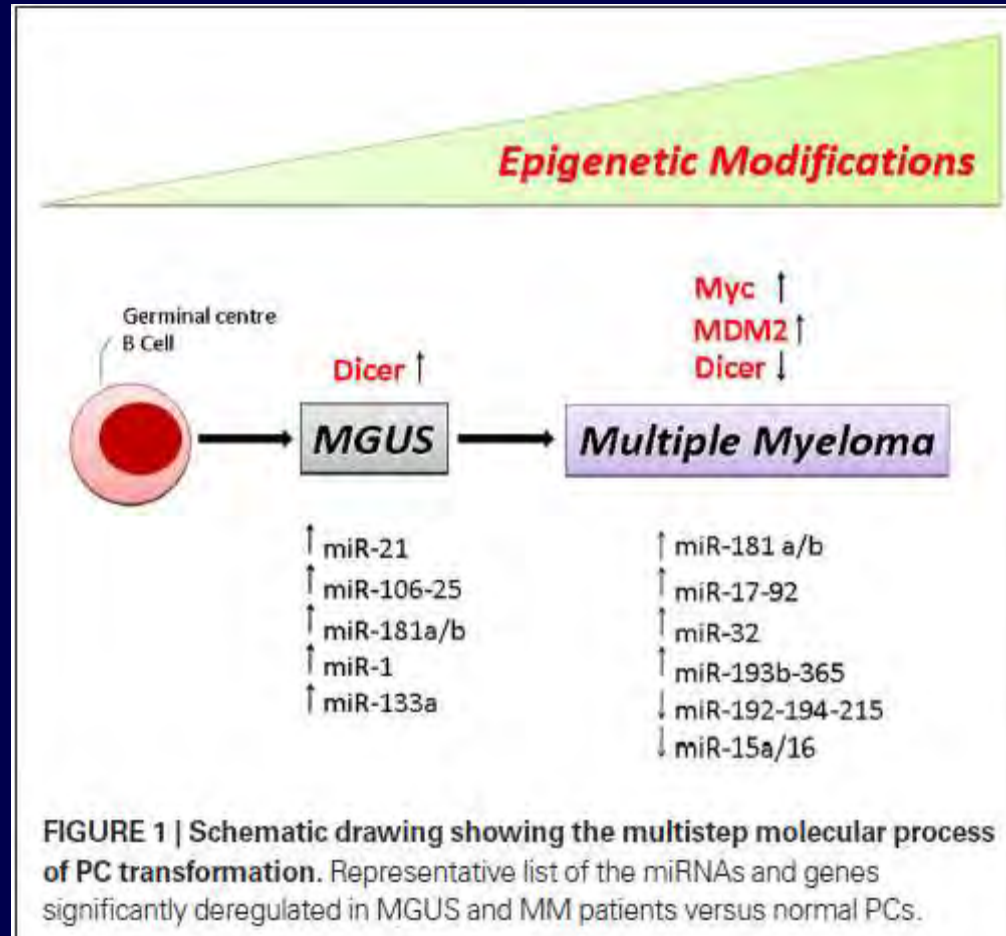 Epigenetic Modifications
Germinal centre
B Cell
Dicer ↑
Myc ↑
MDM2 ↑
Dicer ↓
MGUS
Multiple Myeloma
↑ miR-21
↑ miR-106-25
↑ miR-181a/b
↑ miR-1
↑ miR-133a
↑ miR-181 a/b
↑ miR-17-92
↑ miR-32
↑ miR-193b-365
↓ miR-192-194-215
↓ miR-15a/16
FIGURE 1 | Schematic drawing showing the multistep molecular process
of PC transformation. Representative list of the miRNAs and genes
significantly deregulated in MGUS and MM patients versus normal PCs.